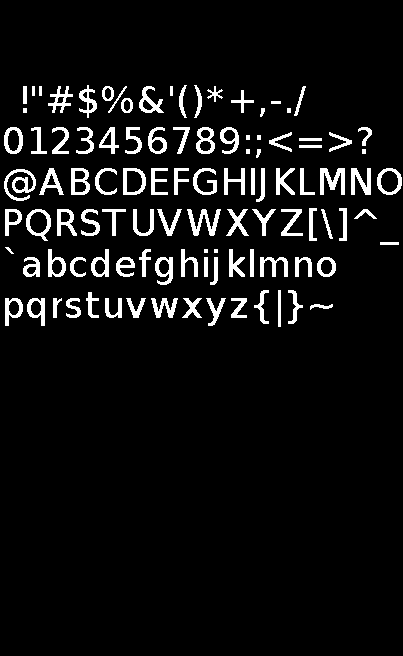 !"#$%&'()*+,-./
0123456789:;<=>?
@ABCDEFGHIJKLMNO
PQRSTUVWXYZ[\]^_
`abcdefghijklmno
pqrstuvwxyz{|}~